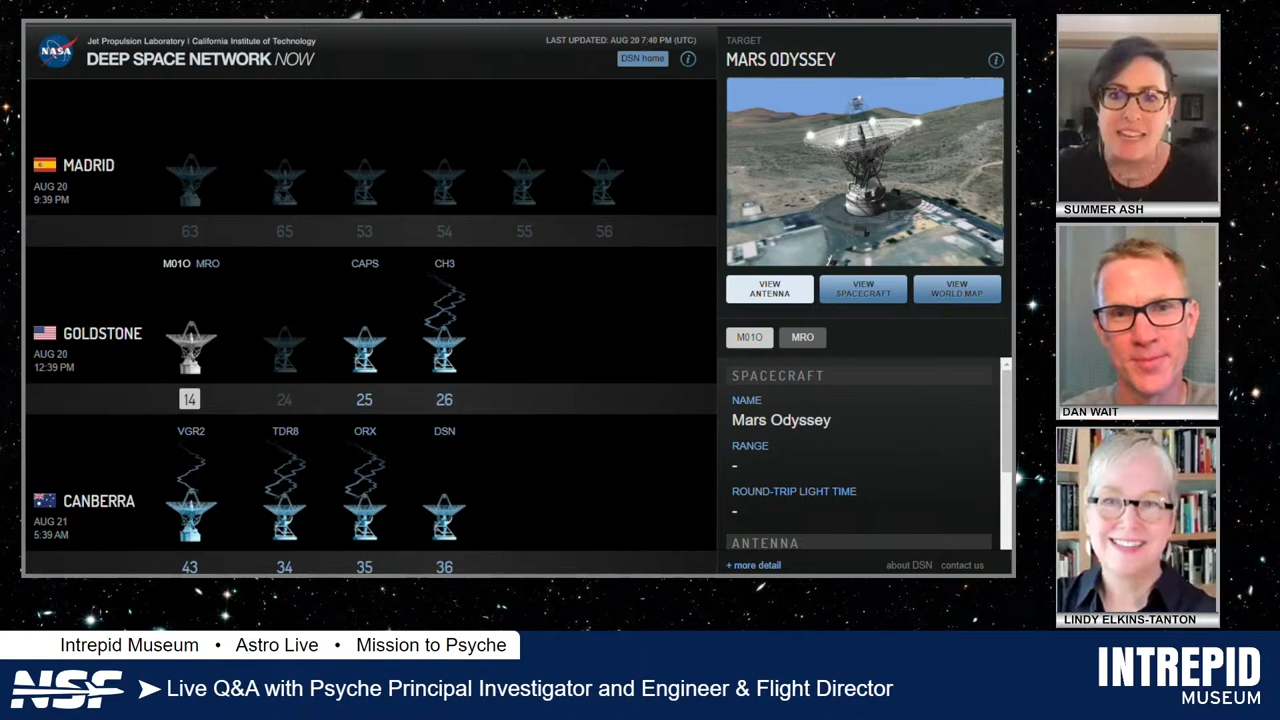 NASA
Jet Propulsion Laboratory | California Institute of Technology
DEEP SPACE NETWORK NOW
LAST UPDATED: AUG 20 7:40 PM (UTC)
DSN home
i
MADRID
AUG 20
9:39 PM
63 65 53 54 55 56
M01O MRO CAPS CH3
GOLDSTONE
AUG 20
12:39 PM
14 24 25 26
VGR2 TDR8 ORX DSN
CANBERRA
AUG 21
5:39 AM
43 34 35 36
TARGET
MARS ODYSSEY
i
VIEW ANTENNA
VIEW SPACECRAFT
VIEW WORLD MAP
M01O MRO
SPACECRAFT
NAME
Mars Odyssey
RANGE
-
ROUND-TRIP LIGHT TIME
-
ANTENNA
+ more detail
about DSN contact us
SUMMER ASH
DAN WAIT
LINDY ELKINS-TANTON
Intrepid Museum • Astro Live • Mission to Psyche
NSF
Live Q&A with Psyche Principal Investigator and Engineer & Flight Director
INTREPID
MUSEUM